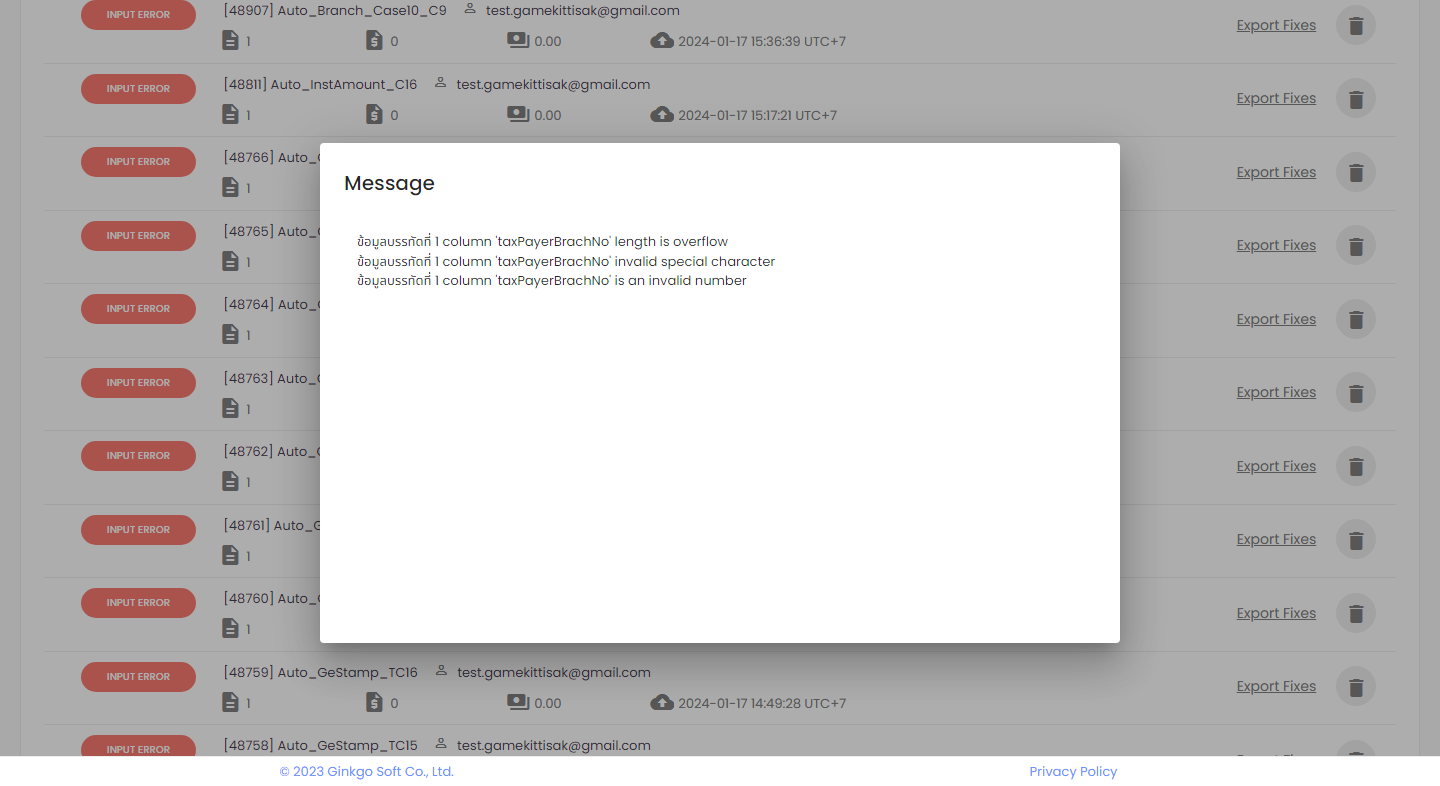 INPUT ERROR
[48907] Auto_Branch_Case10_C9 test.gamekittisak@gmail.com
1 0 0.00 2024-01-17 15:36:39 UTC+7
Export Fixes
INPUT ERROR
[48811] Auto_InstAmount_C16 test.gamekittisak@gmail.com
1 0 0.00 2024-01-17 15:17:21 UTC+7
Export Fixes
INPUT ERROR
[48766] Auto_
1
Export Fixes
INPUT ERROR
[48765] Auto_
1
Export Fixes
INPUT ERROR
[48764] Auto_
1
Export Fixes
INPUT ERROR
[48763] Auto_
1
Export Fixes
INPUT ERROR
[48762] Auto_
1
Export Fixes
INPUT ERROR
[48761] Auto_G
1
Export Fixes
INPUT ERROR
[48760] Auto_
1
Export Fixes
INPUT ERROR
[48759] Auto_GeStamp_TC16 test.gamekittisak@gmail.com
1 0 0.00 2024-01-17 14:49:28 UTC+7
Export Fixes
INPUT ERROR
[48758] Auto_GeStamp_TC15 test.gamekittisak@gmail.com
Message
ข้อมูลบรรทัดที่ 1 column 'taxPayerBrachNo' length is overflow
ข้อมูลบรรทัดที่ 1 column 'taxPayerBrachNo' invalid special character
ข้อมูลบรรทัดที่ 1 column 'taxPayerBrachNo' is an invalid number
© 2023 Ginkgo Soft Co., Ltd.
Privacy Policy